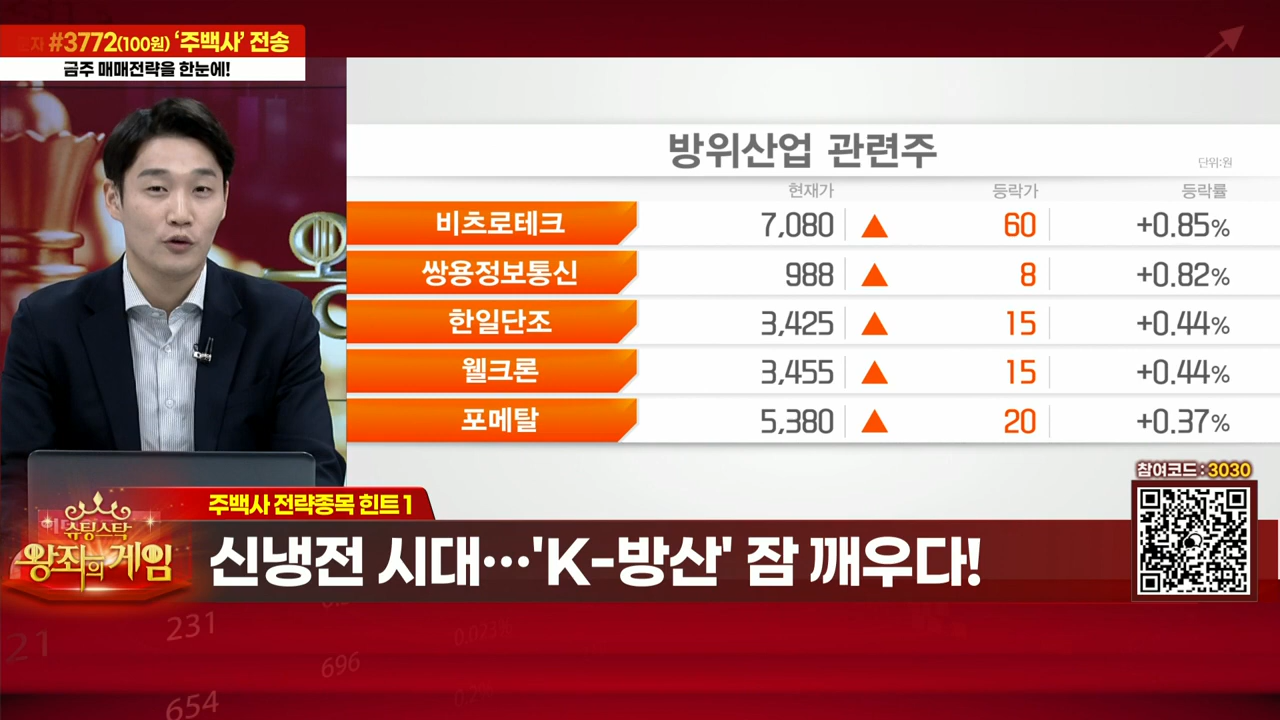 #3772(100원) '주백사' 전송
금주 매매전략을 한눈에!
방위산업 관련주
단위:원
현재가 등락가 등락률
비츠로테크 7,080 ▲ 60 +0.85%
쌍용정보통신 988 ▲ 8 +0.82%
한일단조 3,425 ▲ 15 +0.44%
웰크론 3,455 ▲ 15 +0.44%
포메탈 5,380 ▲ 20 +0.37%
참여코드 : 3030
주백사 전략종목 힌트 1
슈팅스탁
왕좌의 게임
신냉전 시대…'K-방산' 잠 깨우다!
21
231
696
654
0.023%